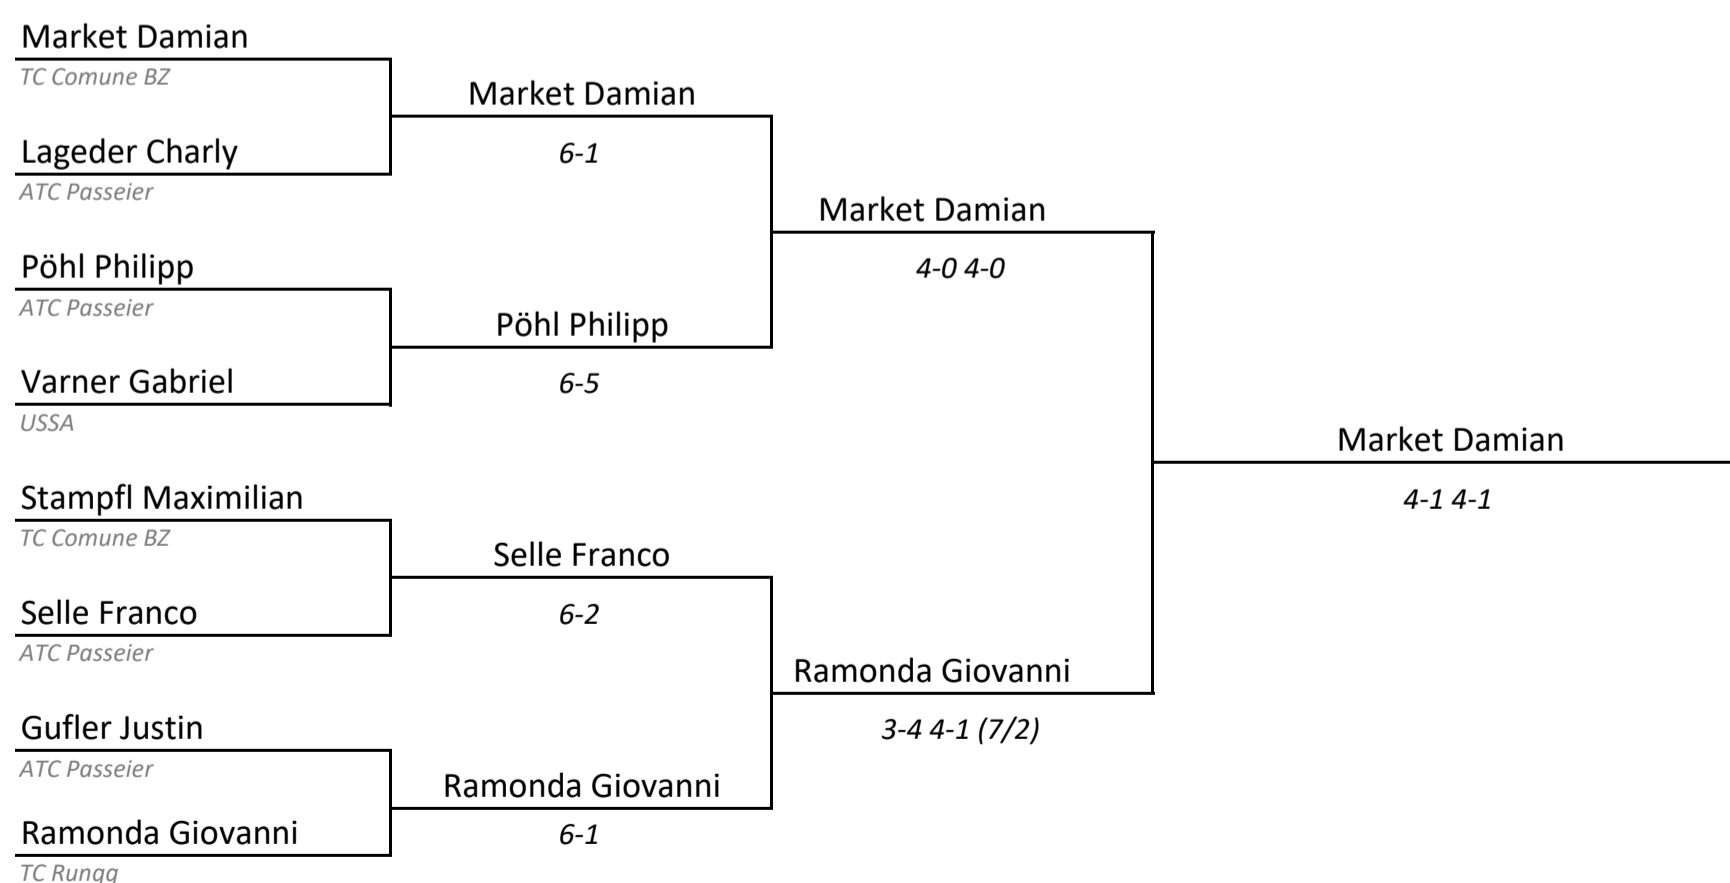 Market Damian
TC Comune BZ
Lageder Charly
ATC Passeier
Pöhl Philipp
ATC Passeier
Varner Gabriel
USSA
Stampfl Maximilian
TC Comune BZ
Selle Franco
ATC Passeier
Gufler Justin
ATC Passeier
Ramonda Giovanni
TC Rungg
Market Damian
6-1
Pöhl Philipp
6-5
Selle Franco
6-2
Ramonda Giovanni
6-1
Market Damian
4-0 4-0
Ramonda Giovanni
3-4 4-1 (7/2)
Market Damian
4-1 4-1